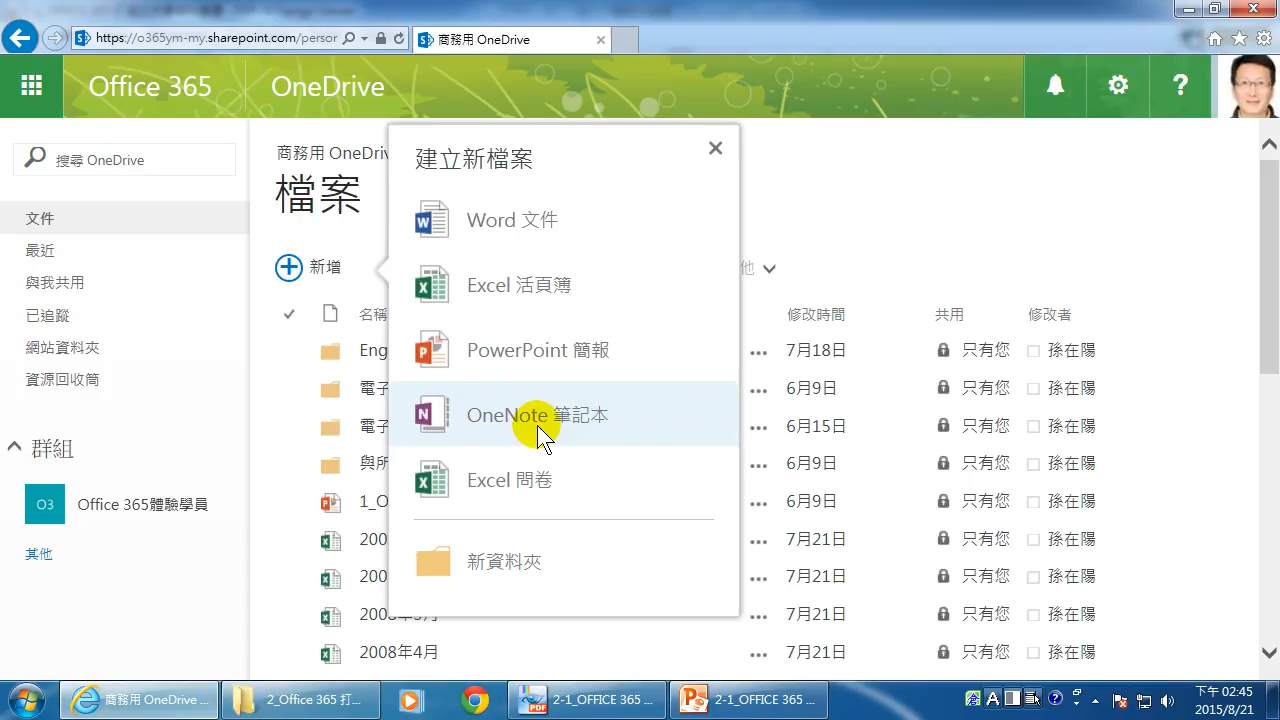 https://o365ym-my.sharepoint.com/person
商務用 OneDrive
Office 365
OneDrive
搜尋 OneDrive
文件
最近
與我共用
已追蹤
網站資料夾
資源回收筒
群組
O3
Office 365體驗學員
其他
商務用 OneDriv
檔案
新增
他
建立新檔案
Word 文件
Excel 活頁簿
PowerPoint 簡報
OneNote 筆記本
Excel 問卷
新資料夾
名稱 修改時間 共用 修改者
Eng 7月18日 只有您 孫在陽
電子 6月9日 只有您 孫在陽
電子 6月15日 只有您 孫在陽
與所 6月9日 只有您 孫在陽
1_O 6月9日 只有您 孫在陽
200 7月21日 只有您 孫在陽
200 7月21日 只有您 孫在陽
2008年3月 7月21日 只有您 孫在陽
2008年4月 7月21日 只有您 孫在陽
商務用 OneDrive ...
2_Office 365 打...
2-1_OFFICE 365 ...
2-1_OFFICE 365 ...
下午 02:45
2015/8/21